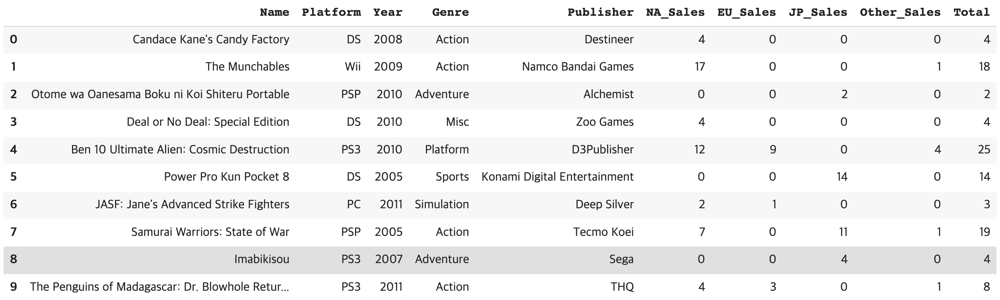 Name Platform Year Genre Publisher NA_Sales EU_Sales JP_Sales Other_Sales Total
0 Candace Kane's Candy Factory DS 2008 Action Destineer 4 0 0 0 4
1 The Munchables Wii 2009 Action Namco Bandai Games 17 0 0 1 18
2 Otome wa Oanesama Boku ni Koi Shiteru Portable PSP 2010 Adventure Alchemist 0 0 2 0 2
3 Deal or No Deal: Special Edition DS 2010 Misc Zoo Games 4 0 0 0 4
4 Ben 10 Ultimate Alien: Cosmic Destruction PS3 2010 Platform D3Publisher 12 9 0 4 25
5 Power Pro Kun Pocket 8 DS 2005 Sports Konami Digital Entertainment 0 0 14 0 14
6 JASF: Jane's Advanced Strike Fighters PC 2011 Simulation Deep Silver 2 1 0 0 3
7 Samurai Warriors: State of War PSP 2005 Action Tecmo Koei 7 0 11 1 19
8 Imabikisou PS3 2007 Adventure Sega 0 0 4 0 4
9 The Penguins of Madagascar: Dr. Blowhole Retur... PS3 2011 Action THQ 4 3 0 1 8